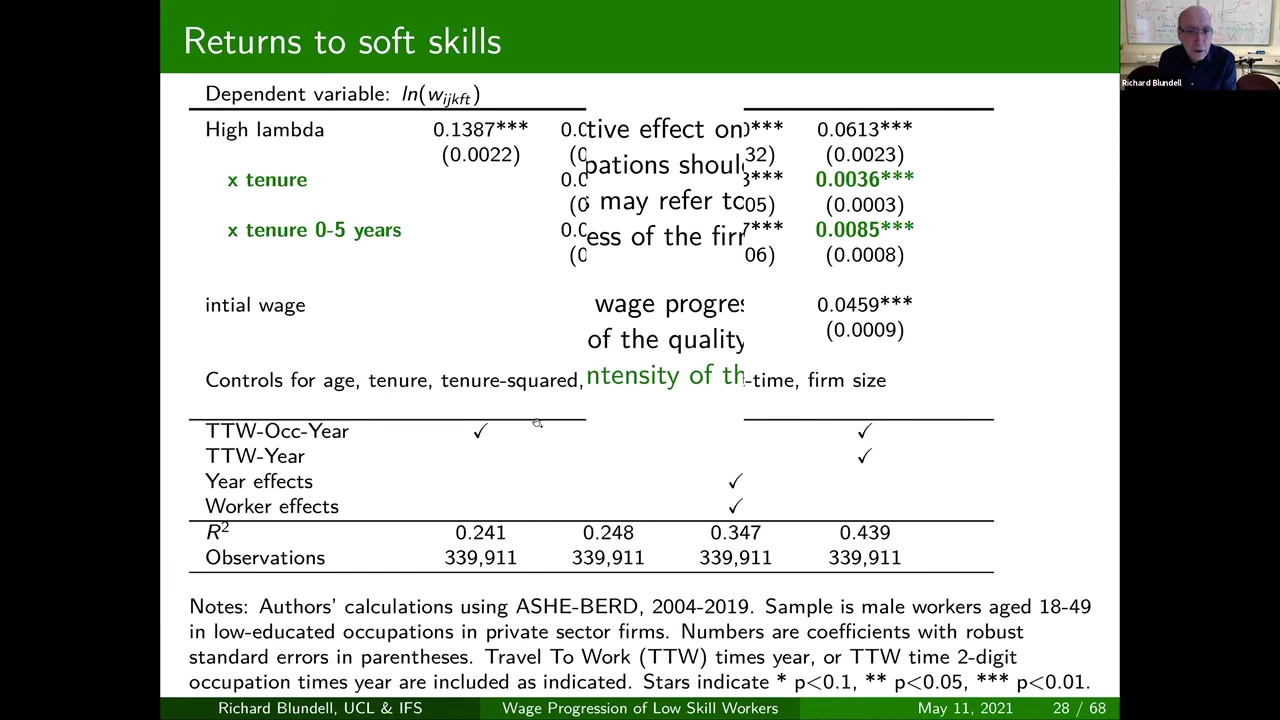 Returns to soft skills
Richard Blundell
Dependent variable: ln(w_ijkft)
High lambda 0.1387*** 0.0 tive effect on *** 0.0613***
(0.0022) (0 pations shoul 32) (0.0023)
x tenure 0.0 *** 0.0036***
(0 may refer to 05) (0.0003)
x tenure 0-5 years 0.0 ess of the fir *** 0.0085***
(0 06) (0.0008)
intial wage wage progres 0.0459***
of the quality (0.0009)
Controls for age, tenure, tenure-squared, ntensity of th -time, firm size
TTW-Occ-Year ✓ ✓
TTW-Year ✓
Year effects ✓
Worker effects ✓
R² 0.241 0.248 0.347 0.439
Observations 339,911 339,911 339,911 339,911
Notes: Authors' calculations using ASHE-BERD, 2004-2019. Sample is male workers aged 18-49
in low-educated occupations in private sector firms. Numbers are coefficients with robust
standard errors in parentheses. Travel To Work (TTW) times year, or TTW time 2-digit
occupation times year are included as indicated. Stars indicate * p<0.1, ** p<0.05, *** p<0.01.
Richard Blundell, UCL & IFS Wage Progression of Low Skill Workers May 11, 2021 28 / 68